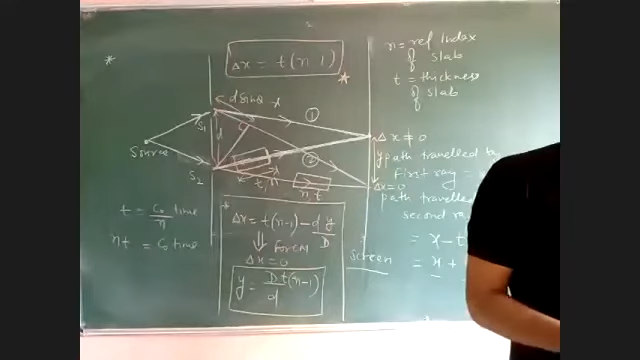 *
Δx = t(n-1)
*
n = ref Index
of slab
t = thickness
of slab
d sinθ
x
1
S1
d
Source
2
S2
t, n
n, t
Δx ≠ 0
y
path travelled by
first ray =
Δx = 0
path travelled
second
= x - t
= x +
t = C0/n time
nt = C0 time
*
Δx = t(n-1) - dy/D
⇓ for CM
Δx = 0
y = D/d t(n-1)
Screen